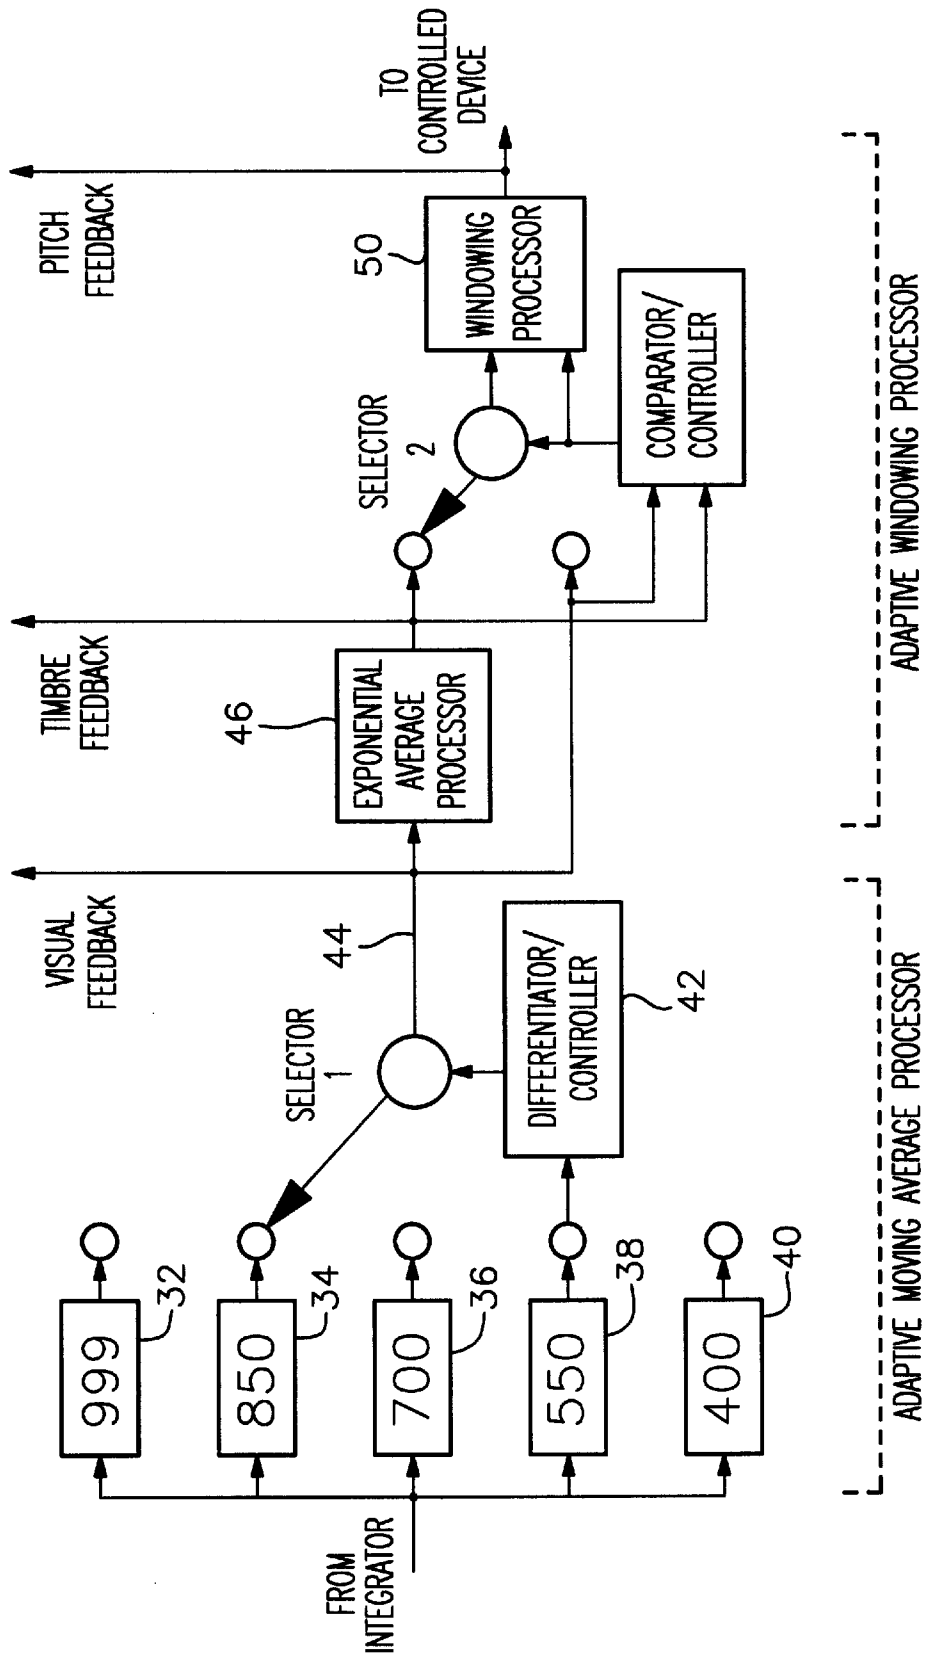 VISUAL
FEEDBACK
TIMBRE
FEEDBACK
PITCH
FEEDBACK
FROM
INTEGRATOR
999
32
850
34
700
36
550
38
400
40
SELECTOR
1
44
DIFFERENTIATOR/
CONTROLLER
42
46
EXPONENTIAL
AVERAGE
PROCESSOR
SELECTOR
2
50
WINDOWING
PROCESSOR
COMPARATOR/
CONTROLLER
TO
CONTROLLED
DEVICE
ADAPTIVE MOVING AVERAGE PROCESSOR
ADAPTIVE WINDOWING PROCESSOR